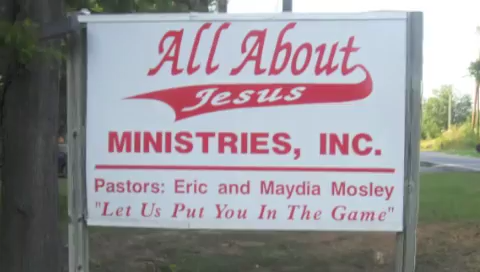 All About
Jesus
MINISTRIES, INC.
Pastors: Eric and Maydia Mosley
"Let Us Put You In The Game"